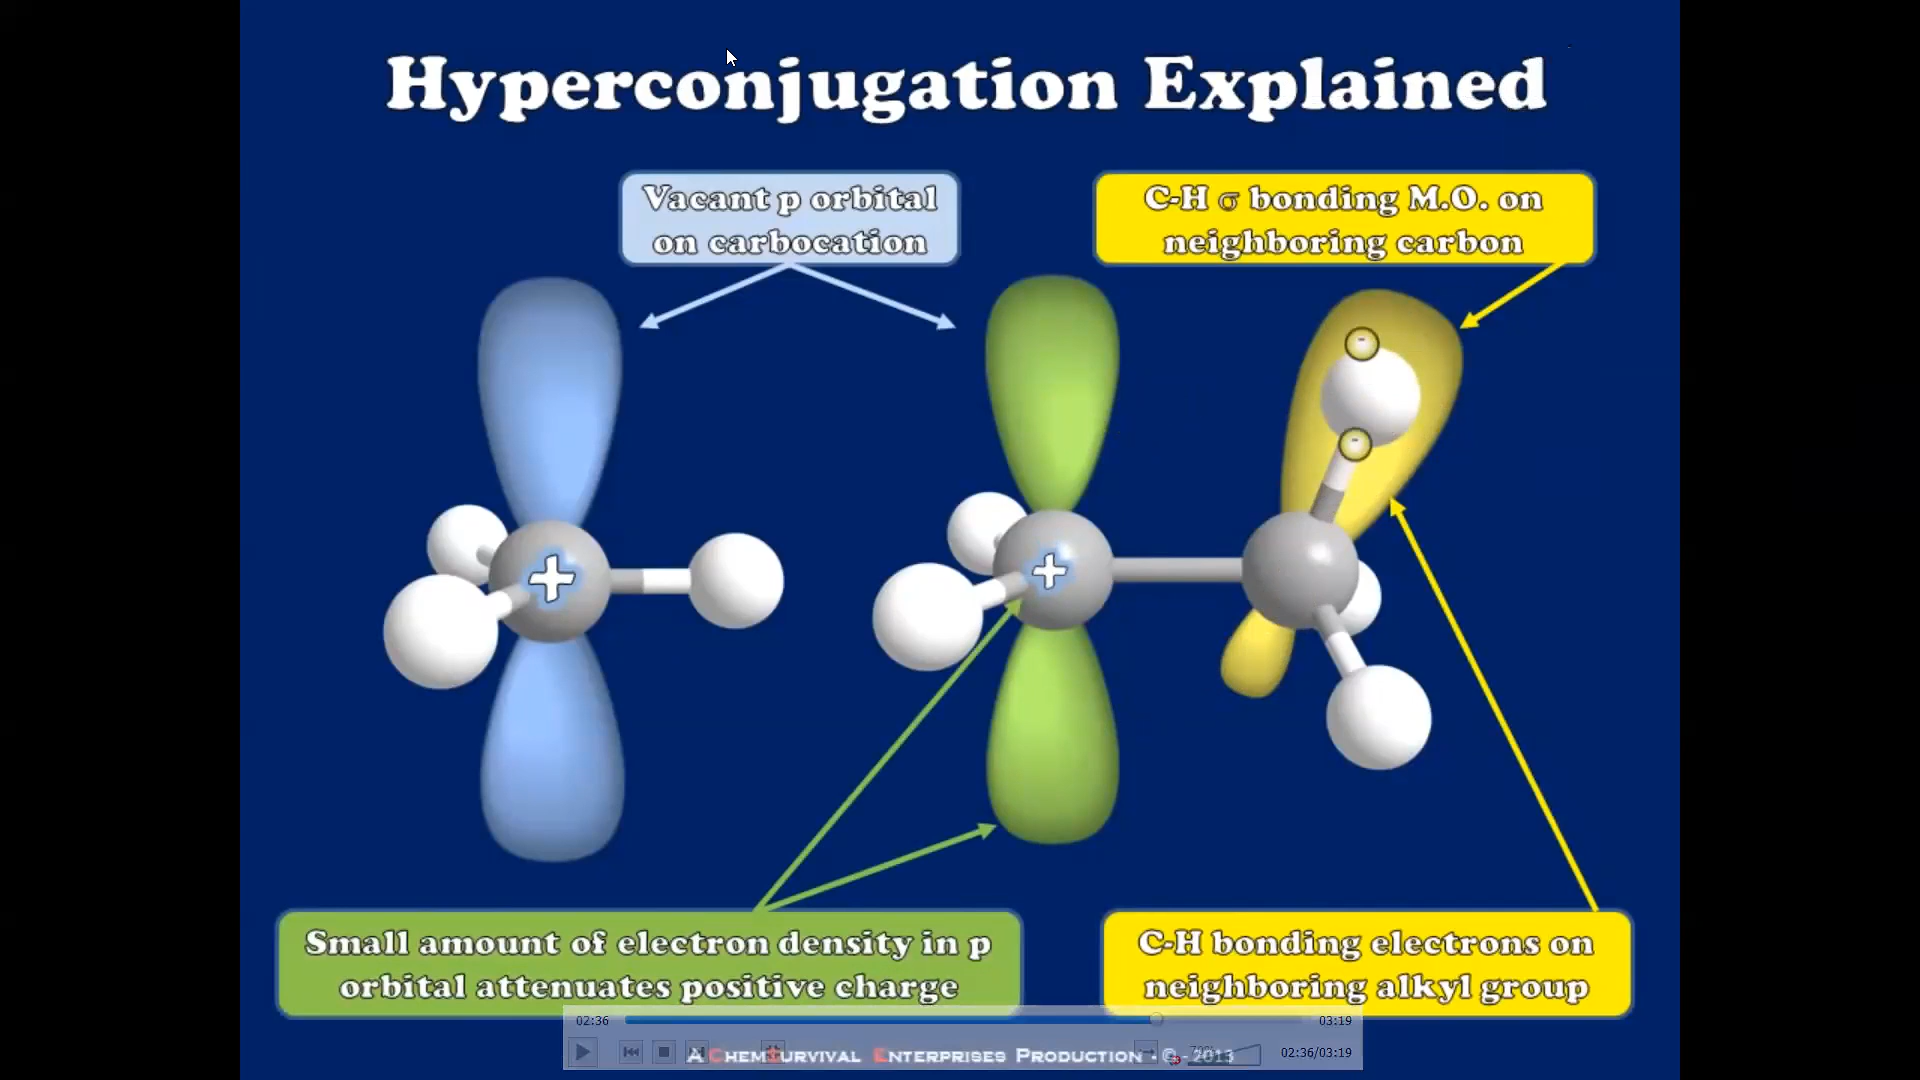 Hyperconjugation Explained
Vacant p orbital
on carbocation
C-H σ bonding M.O. on
neighboring carbon
-
-
+
+
Small amount of electron density in p
orbital attenuates positive charge
C-H bonding electrons on
neighboring alkyl group
02:36
03:19
A ChemSurvival Enterprises Production - © - 2013
02:36/03:19